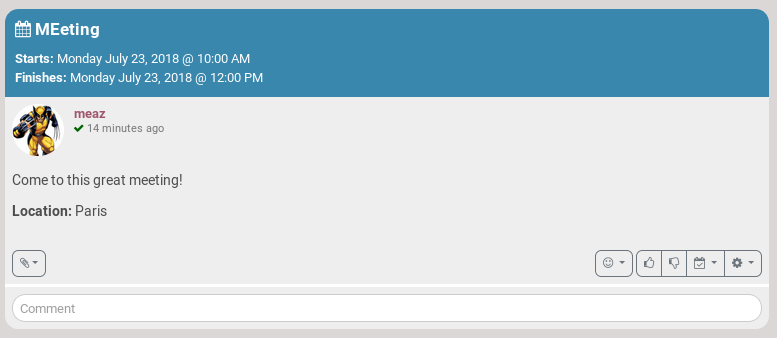 MEeting
Starts: Monday July 23, 2018 @ 10:00 AM
Finishes: Monday July 23, 2018 @ 12:00 PM
meaz
14 minutes ago
Come to this great meeting!
Location: Paris
Comment